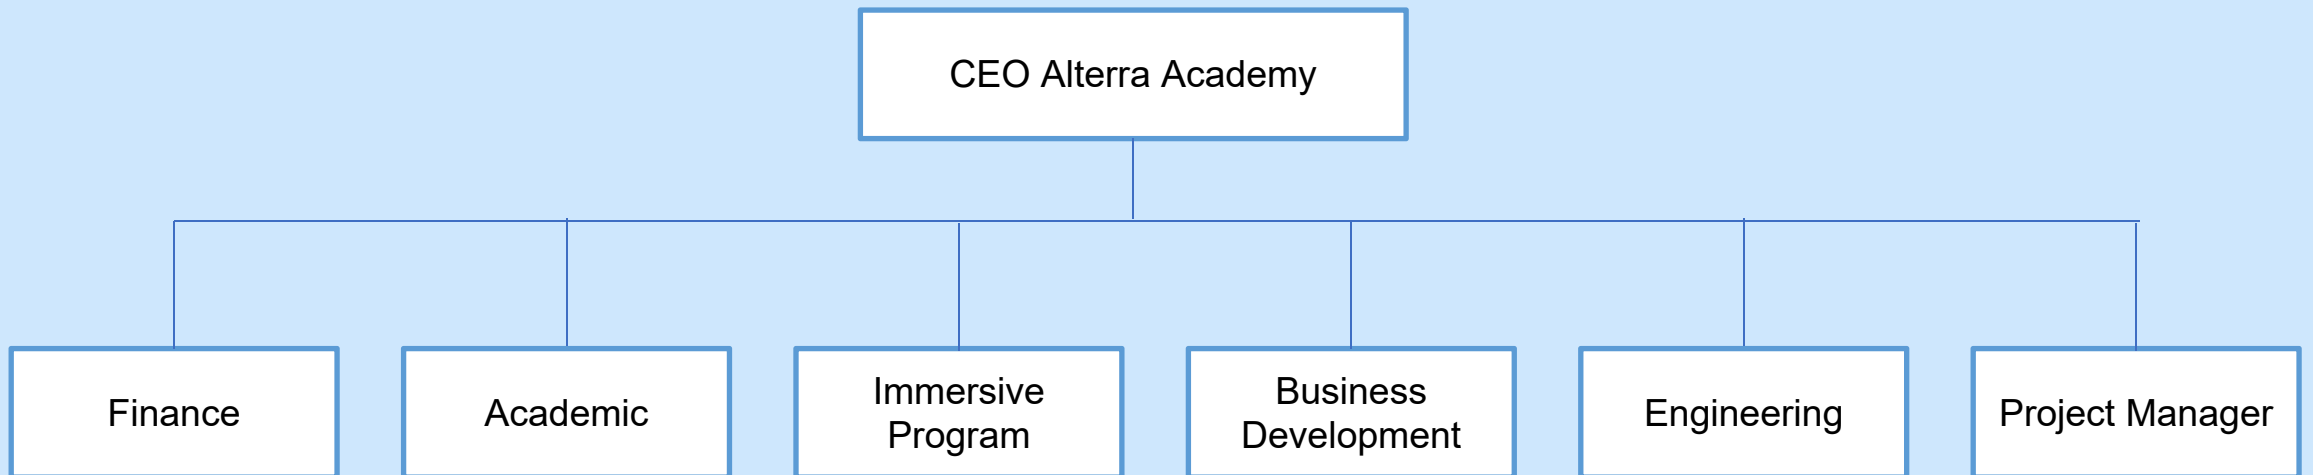 CEO Alterra Academy
Finance
Academic
Immersive
Program
Business
Development
Engineering
Project Manager